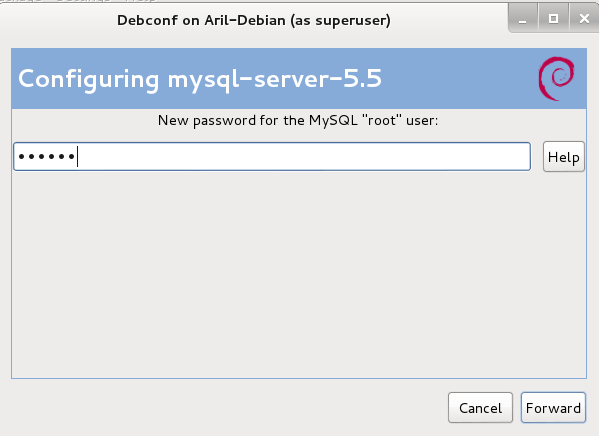 Debconf on Aril-Debian (as superuser)
Configuring mysql-server-5.5
New password for the MySQL "root" user:
••••••
Help
Cancel
Forward